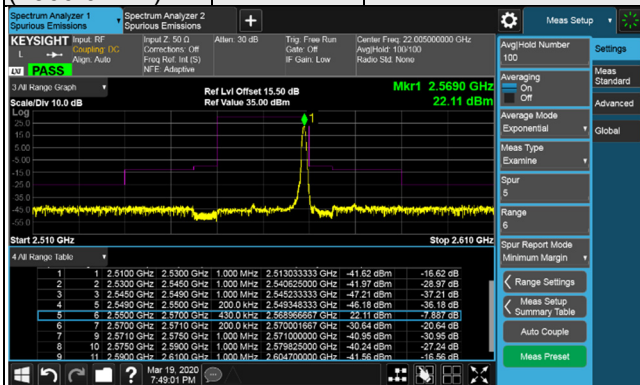 Spectrum Analyzer 1
Spurious Emissions
Spectrum Analyzer 2
Spurious Emissions
Meas Setup
KEYSIGHT
L
LXI PASS
Input: RF
Coupling: DC
Align: Auto
Input Z: 50 Ω
Corrections: Off
Freq Ref: Int (S)
NFE: Adaptive
Atten: 30 dB
Trig: Free Run
Gate: Off
IF Gain: Low
Center Freq: 22.005000000 GHz
Avg|Hold: 100/100
Radio Std: None
3 All Range Graph
Scale/Div 10.0 dB
Ref Lvl Offset 15.50 dB
Ref Value 35.00 dBm
Mkr1 2.5690 GHz
22.11 dBm
Log
25.0
15.0
5.00
-5.00
-15.0
-25.0
-35.0
-45.0
-55.0
1
Start 2.510 GHz
Stop 2.610 GHz
4 All Range Table
1 1 2.5100 GHz 2.5300 GHz 1.000 MHz 2.513033333 GHz -41.62 dBm -16.62 dB
2 2 2.5300 GHz 2.5450 GHz 1.000 MHz 2.540625000 GHz -41.97 dBm -28.97 dB
3 3 2.5450 GHz 2.5490 GHz 1.000 MHz 2.545233333 GHz -47.21 dBm -37.21 dB
4 5 2.5490 GHz 2.5500 GHz 200.0 kHz 2.549348333 GHz -46.18 dBm -36.18 dB
5 6 2.5500 GHz 2.5700 GHz 430.0 kHz 2.568966667 GHz 22.11 dBm -7.887 dB
6 7 2.5700 GHz 2.5710 GHz 200.0 kHz 2.570001667 GHz -30.64 dBm -20.64 dB
7 9 2.5710 GHz 2.5750 GHz 1.000 MHz 2.571000000 GHz -40.95 dBm -30.95 dB
8 10 2.5750 GHz 2.5900 GHz 1.000 MHz 2.579825000 GHz -40.24 dBm -27.24 dB
9 11 2.5900 GHz 2.6100 GHz 1.000 MHz 2.604700000 GHz -41.56 dBm -16.56 dB
Mar 19, 2020
7:49:01 PM
Avg|Hold Number
100
Averaging
On
Off
Average Mode
Exponential
Meas Type
Examine
Spur
5
Range
6
Spur Report Mode
Minimum Margin
Range Settings
Meas Setup
Summary Table
Auto Couple
Meas Preset
Settings
Meas
Standard
Advanced
Global